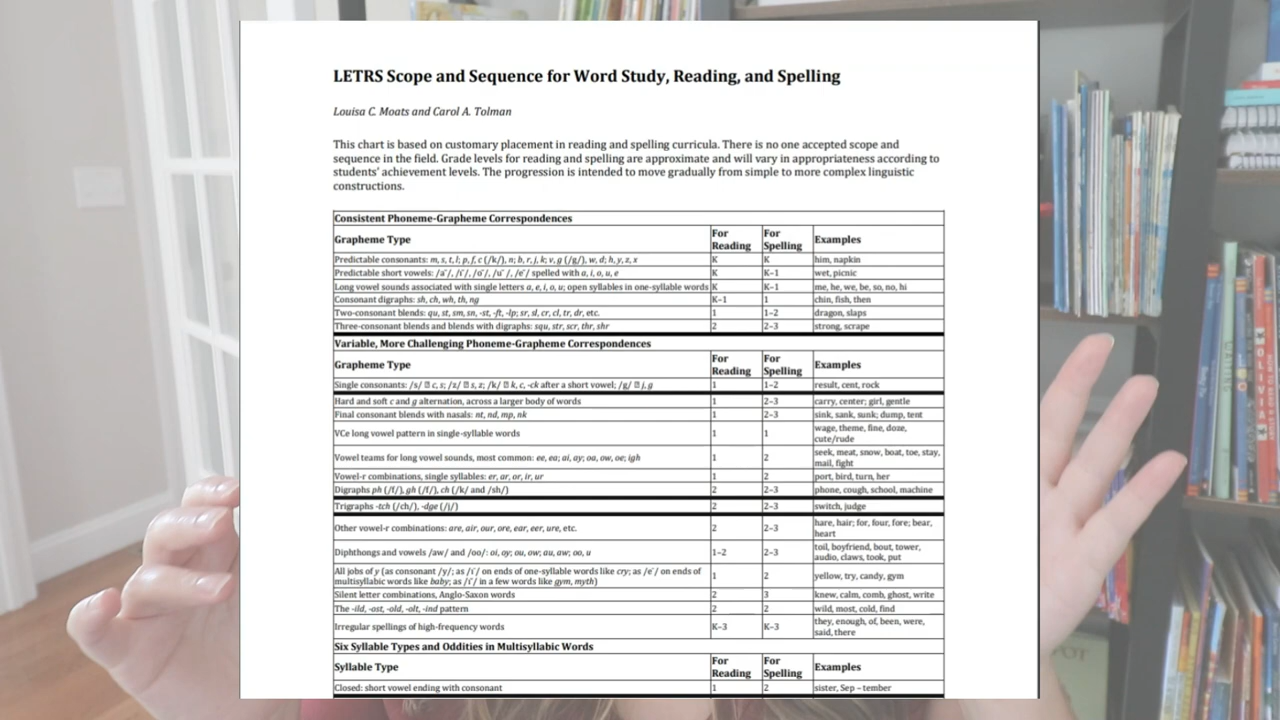 LETRS Scope and Sequence for Word Study, Reading, and Spelling
Louisa C. Moats and Carol A. Tolman
This chart is based on customary placement in reading and spelling curricula. There is no one accepted scope and
sequence in the field. Grade levels for reading and spelling are approximate and will vary in appropriateness according to
students' achievement levels. The progression is intended to move gradually from simple to more complex linguistic
constructions.
Consistent Phoneme-Grapheme Correspondences
Grapheme Type For Reading For Spelling Examples
Predictable consonants: m, s, t, l; p, f, c (/k/), n; b, r, j, k; v, g (/g/), w, d; h, y, z, x K K him, napkin
Predictable short vowels: /a˘/, /i˘/, /o˘/, /u˘/, /e˘/ spelled with a, i, o, u, e K K-1 wet, picnic
Long vowel sounds associated with single letters a, e, i, o, u; open syllables in one-syllable words K K-1 me, he, we, be, so, no, hi
Consonant digraphs: sh, ch, wh, th, ng K-1 1 chin, fish, then
Two-consonant blends: qu, st, sm, sn, -st, -ft, -lp; sr, sl, cr, cl, tr, dr, etc. 1 1–2 dragon, slaps
Three-consonant blends and blends with digraphs: squ, str, scr, thr, shr 2 2–3 strong, scrape
Variable, More Challenging Phoneme-Grapheme Correspondences
Grapheme Type For Reading For Spelling Examples
Single consonants: /s/ c, s; /z/ s, z; /k/ k, c, -ck after a short vowel; /g/ j, g 1 1–2 result, cent, rock
Hard and soft c and g alternation, across a larger body of words 1 2–3 carry, center; girl, gentle
Final consonant blends with nasals: nt, nd, mp, nk 1 2–3 sink, sank, sunk; dump, tent
VCe long vowel pattern in single-syllable words 1 1 wage, theme, fine, doze,
cute/rude
Vowel teams for long vowel sounds, most common: ee, ea; ai, ay; oa, ow, oe; igh 1 2 seek, meat, snow, boat, toe, stay,
mail, fight
Vowel-r combinations, single syllables: er, ar, or, ir, ur 1 2 port, bird, turn, her
Digraphs ph (/f/), gh (/f/), ch (/k/ and /sh/) 2 2–3 phone, cough, school, machine
Trigraphs -tch (/ch/), -dge (/j/) 2 2–3 switch, judge
Other vowel-r combinations: are, air, our, ore, ear, eer, ure, etc. 2 2–3 hare, hair; for, four, fore; bear,
heart
Diphthongs and vowels /aw/ and /oo/: oi, oy; ou, ow; au, aw; oo, u 1–2 2–3 toil, boyfriend, bout, tower,
audio, claws, took, put
All jobs of y (as consonant /y/; as /i¯/ on ends of one-syllable words like cry; as /e¯/ on ends of
multisyllabic words like baby; as /i˘/ in a few words like gym, myth) 1 2 yellow, try, candy, gym
Silent letter combinations, Anglo-Saxon words 2 3 knew, calm, comb, ghost, write
The -ild, -ost, -old, -olt, -ind pattern 2 2 wild, most, cold, find
Irregular spellings of high-frequency words K–3 K–3 they, enough, of, been, were,
said, there
Six Syllable Types and Oddities in Multisyllabic Words
Syllable Type For Reading For Spelling Examples
Closed: short vowel ending with consonant 1 2 sister, Sep – tember